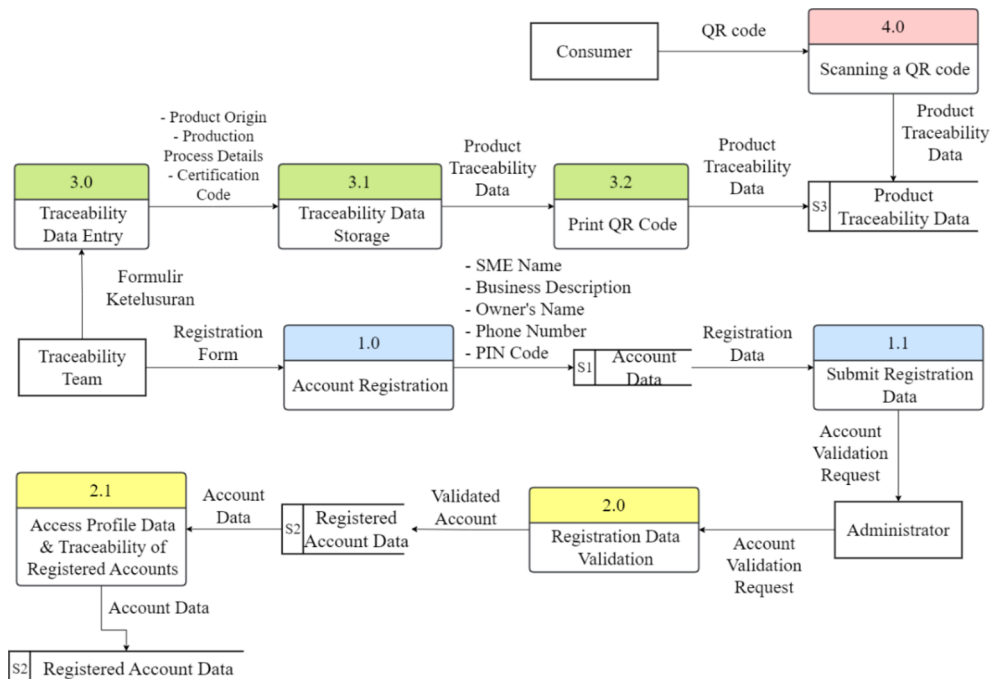 Consumer
QR code
4.0
Scanning a QR code
Product
Traceability
Data
- Product Origin
- Production
Process Details
- Certification
Code
3.0
Traceability
Data Entry
3.1
Traceability Data
Storage
Product
Traceability
Data
3.2
Print QR Code
Product
Traceability
Data
S3
Product
Traceability Data
Formulir
Ketelusuran
Traceability
Team
Registration
Form
1.0
Account Registration
- SME Name
- Business Description
- Owner's Name
- Phone Number
- PIN Code
S1
Account
Data
Registration
Data
1.1
Submit Registration
Data
Account
Validation
Request
Administrator
Account
Validation
Request
2.0
Registration Data
Validation
Validated
Account
S2
Registered
Account Data
Account
Data
2.1
Access Profile Data
& Traceability of
Registered Accounts
Account Data
S2
Registered Account Data